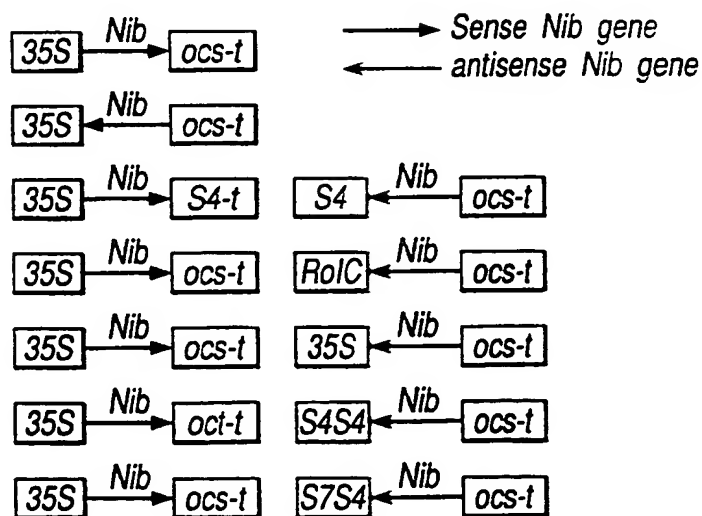 35S Nib ocs-t
Sense Nib gene
antisense Nib gene
35S Nib ocs-t
35S Nib S4-t S4 Nib ocs-t
35S Nib ocs-t RolC Nib ocs-t
35S Nib ocs-t 35S Nib ocs-t
35S Nib oct-t S4S4 Nib ocs-t
35S Nib ocs-t S7S4 Nib ocs-t